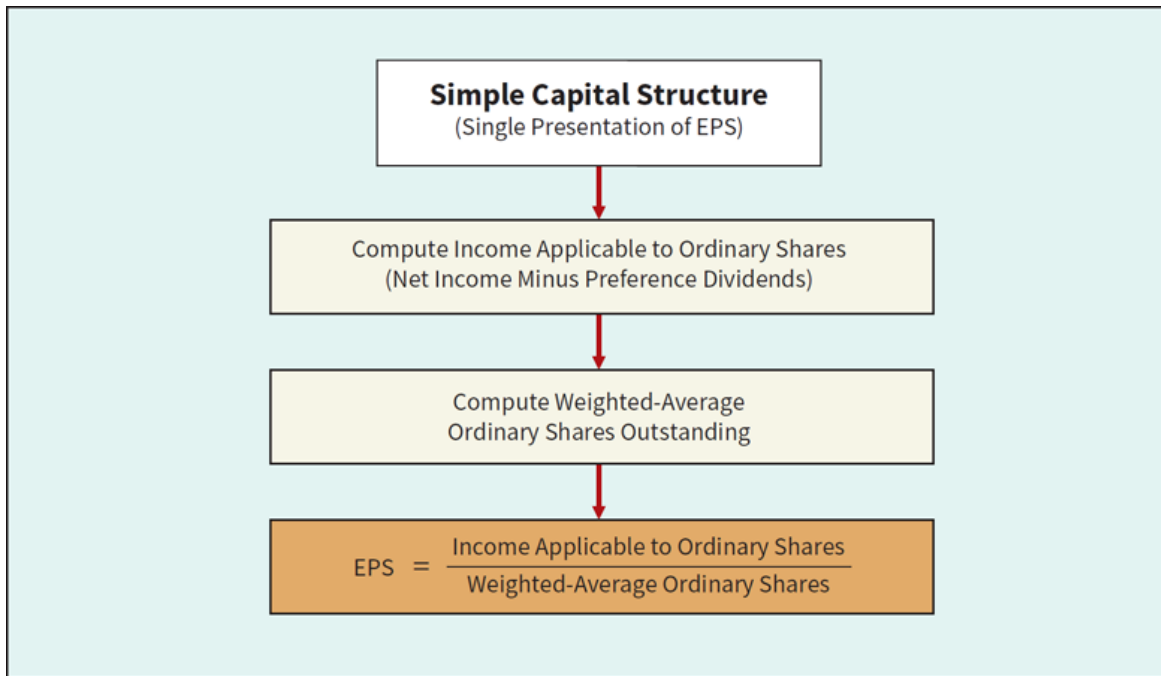 Simple Capital Structure
(Single Presentation of EPS)
Compute Income Applicable to Ordinary Shares
(Net Income Minus Preference Dividends)
Compute Weighted-Average
Ordinary Shares Outstanding
EPS = Income Applicable to Ordinary Shares
Weighted-Average Ordinary Shares